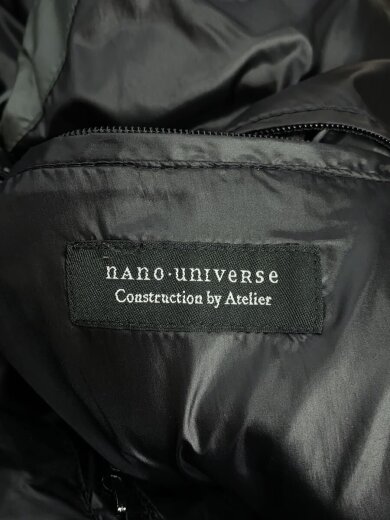 nano·universe
Construction by Atelier